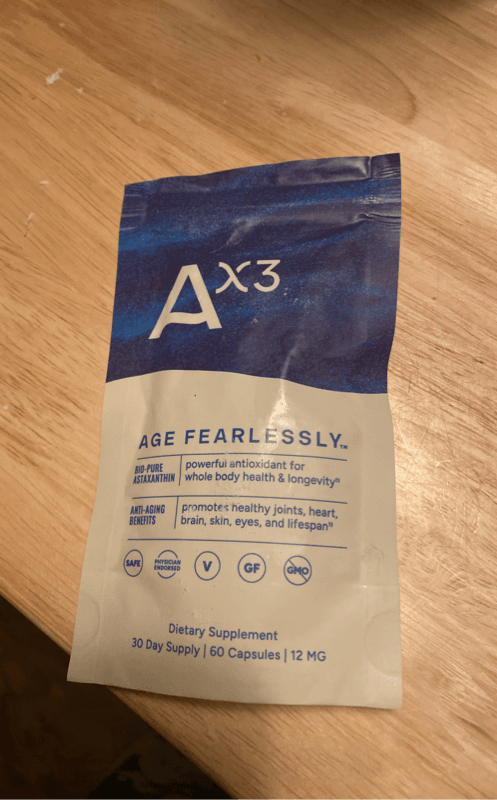 AX3
AGE FEARLESSLY™
BIO-PURE
ASTAXANTHIN
powerful antioxidant for
whole body health & longevity
ANTI-AGING
BENEFITS
promotes healthy joints, heart,
brain, skin, eyes, and lifespan
SAFE
PHYSICIAN
ENDORSED
V
GF
GMO
Dietary Supplement
30 Day Supply | 60 Capsules | 12 MG